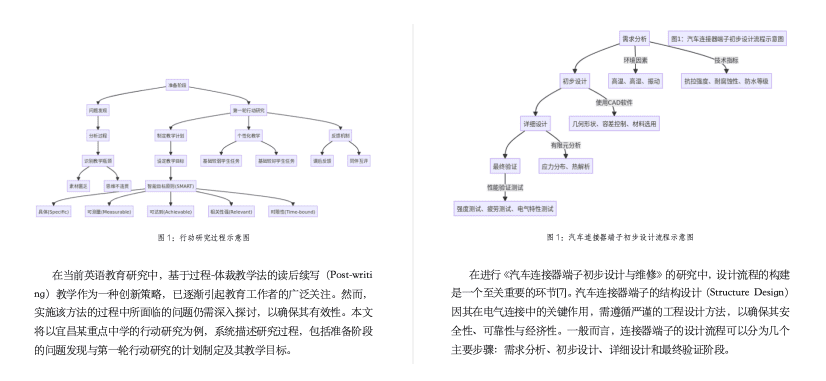 准备阶段
问题发现
第一轮行动研究
分析过程
制定教学计划
个性化教学
反思机制
识别教学瓶颈
设定教学目标
基础较弱学生任务
基础较好学生任务
课后反思
同伴互评
素材匮乏
思维不连贯
智能目标原则(SMART)
具体(Specific)
可测量(Measurable)
可达到(Achievable)
相关性强(Relevant)
时限性(Time-bound)
图 1：行动研究过程示意图
在当前英语教育研究中，基于过程-体裁教学法的读后续写（Post-writi
ng）教学作为一种创新策略，已逐渐引起教育工作者的广泛关注。然而，
实施该方法的过程中所面临的问题仍需深入探讨，以确保其有效性。本文
将以宜昌某重点中学的行动研究为例，系统描述研究过程，包括准备阶段
的问题发现与第一轮行动研究的计划制定及其教学目标。
需求分析
图1：汽车连接器端子初步设计流程示意图
环境因素
技术指标
初步设计
高温、高湿、振动
抗拉强度、耐腐蚀性、防水等级
使用CAD软件
详细设计
几何形状、容差控制、材料选用
有限元分析
最终验证
应力分布、热解析
性能验证测试
强度测试、疲劳测试、电气特性测试
图 1：汽车连接器端子初步设计流程示意图
在进行《汽车连接器端子初步设计与维修》的研究中，设计流程的构建
是一个至关重要的环节[7]。汽车连接器端子的结构设计（Structure Design）
因其在电气连接中的关键作用，需遵循严谨的工程设计方法，以确保其安
全性、可靠性与经济性。一般而言，连接器端子的设计流程可以分为几个
主要步骤：需求分析、初步设计、详细设计和最终验证阶段。